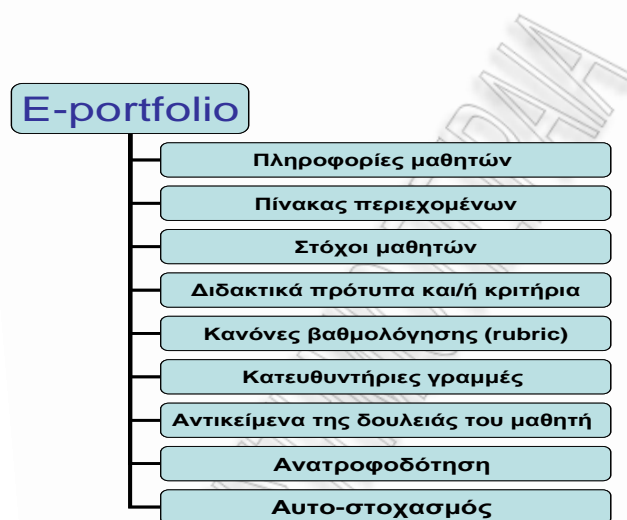 E-portfolio
Πληροφορίες μαθητών
Πίνακας περιεχομένων
Στόχοι μαθητών
Διδακτικά πρότυπα και/ή κριτήρια
Κανόνες βαθμολόγησης (rubric)
Κατευθυντήριες γραμμές
Αντικείμενα της δουλειάς του μαθητή
Ανατροφοδότηση
Αυτο-στοχασμός